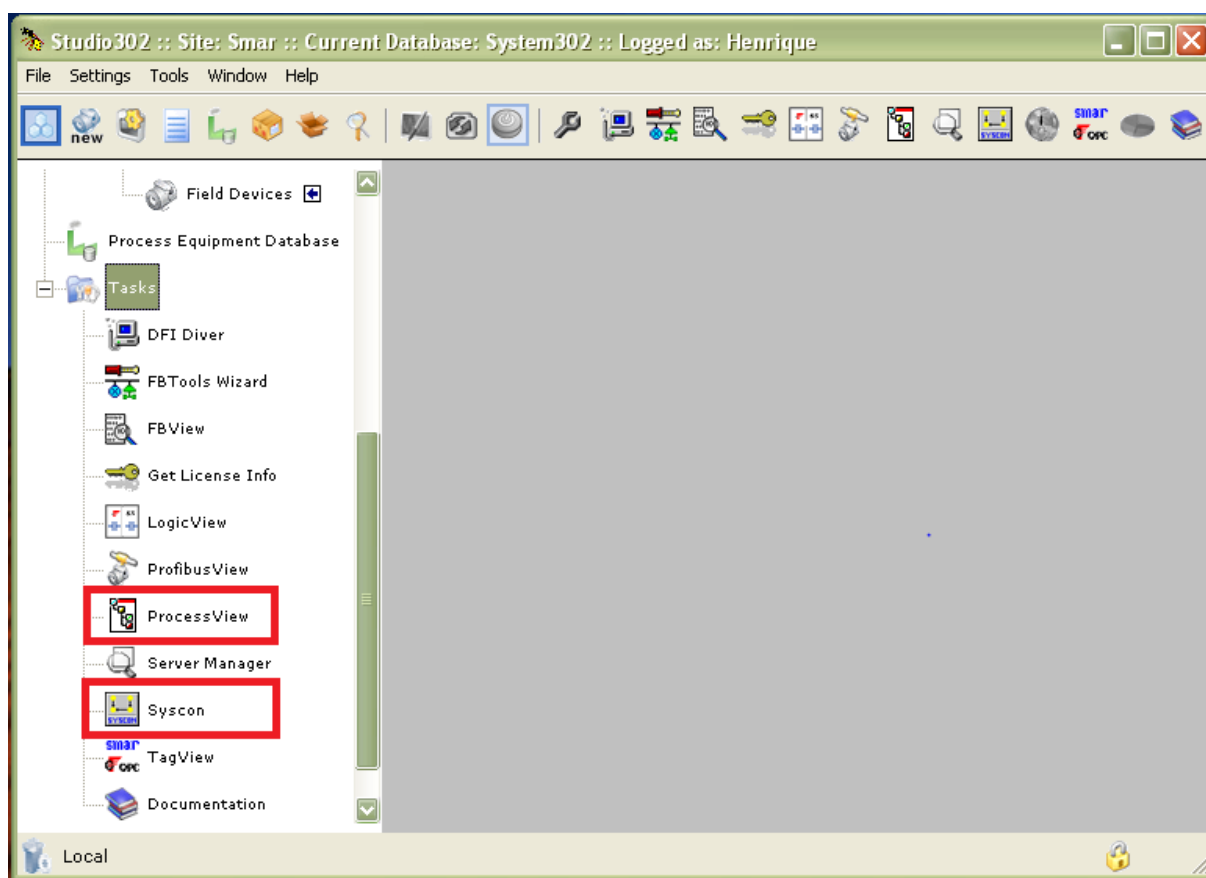 Studio302 :: Site: Smar :: Current Database: System302 :: Logged as: Henrique
File Settings Tools Window Help
new
SYSCON
smar
OPC
Field Devices
Process Equipment Database
Tasks
DFI Diver
FBTools Wizard
FBView
Get License Info
LogicView
ProfibusView
ProcessView
Server Manager
SYSCON
Syscon
smar
OPC
TagView
Documentation
Local